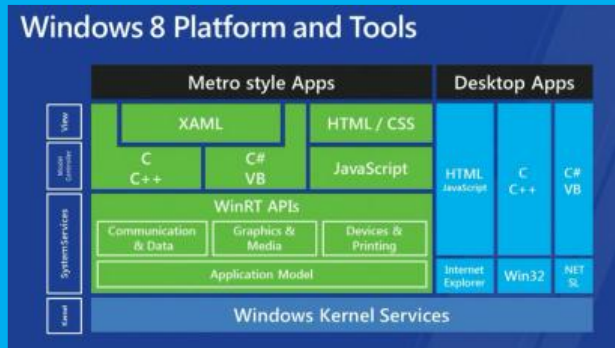 Windows 8 Platform and Tools
Metro style Apps
Desktop Apps
View
Model
Controller
System Services
Kernel
XAML
HTML / CSS
C
C++
C#
VB
JavaScript
WinRT APIs
Communication
& Data
Graphics &
Media
Devices &
Printing
Application Model
HTML
JavaScript
C
C++
C#
VB
Internet
Explorer
Win32
.NET
SL
Windows Kernel Services